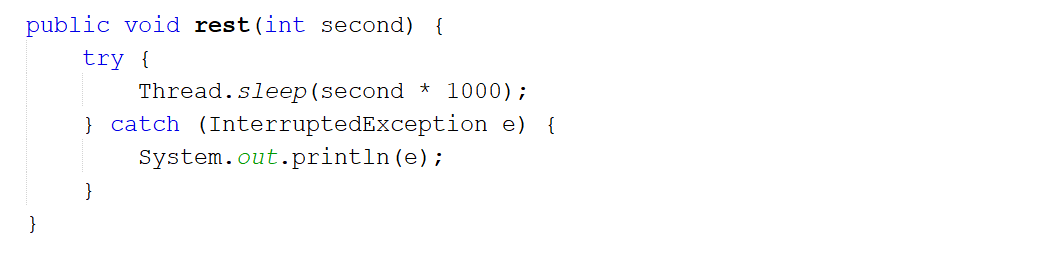 public void rest(int second) {
    try {
        Thread.sleep(second * 1000);
    } catch (InterruptedException e) {
        System.out.println(e);
    }
}